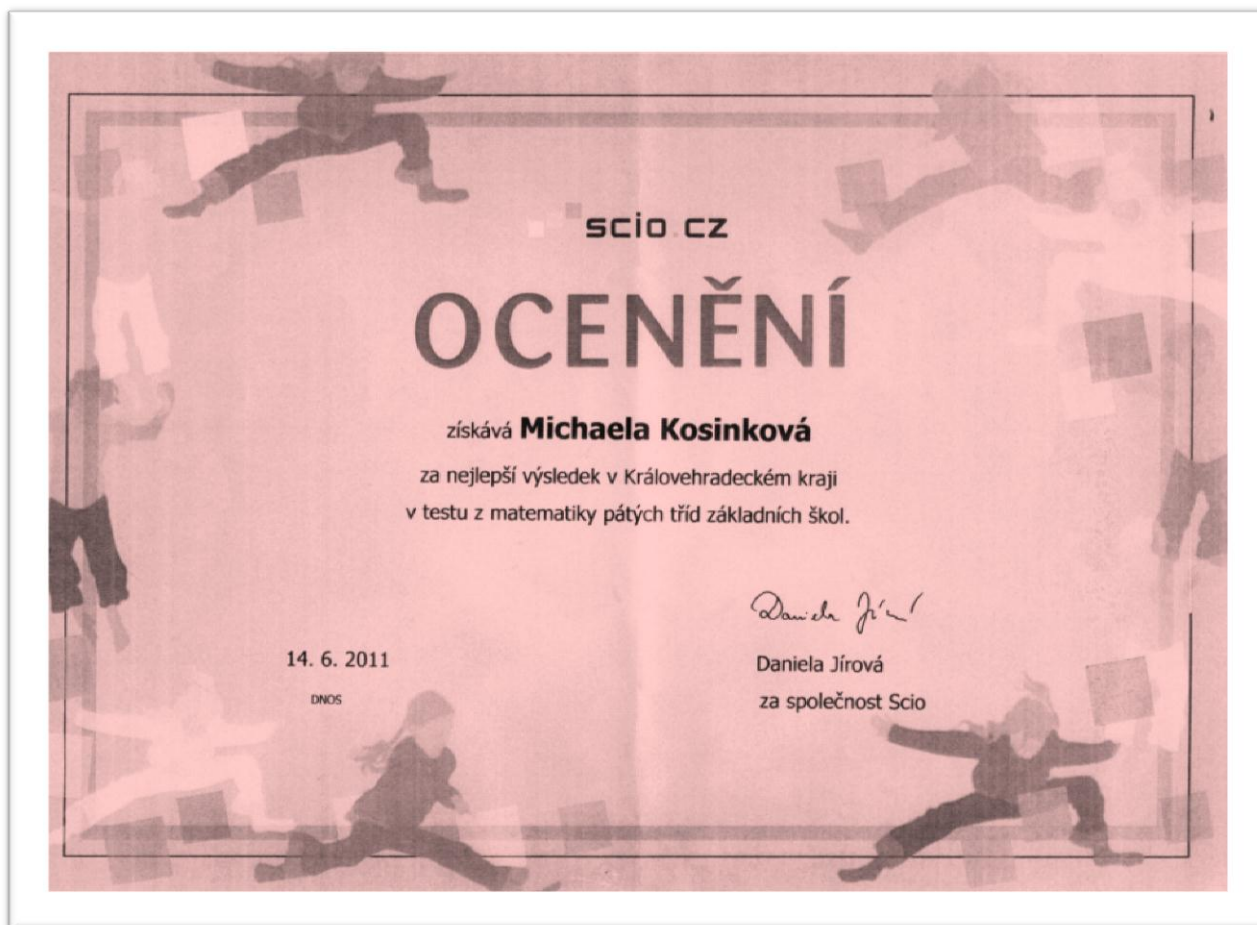 scio.cz
OCENĚNÍ
získává Michaela Kosinková
za nejlepší výsledek v Královehradeckém kraji
v testu z matematiky pátých tříd základních škol.
Daniela Jírová
14. 6. 2011
Daniela Jírová
DNOS
za společnost Scio